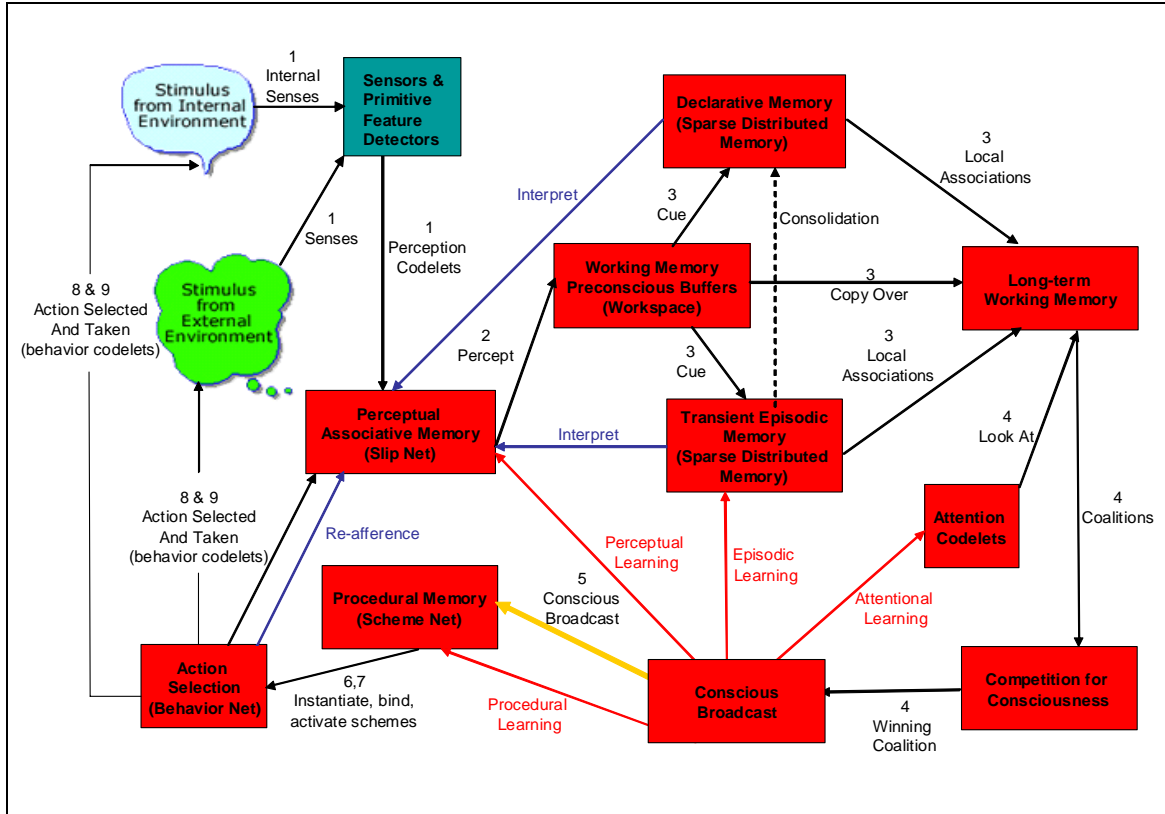 Stimulus
from Internal
Environment
1
Internal
Senses
Sensors &
Primitive
Feature
Detectors
Declarative Memory
(Sparse Distributed
Memory)
3
Local
Associations
Interpret
3
Cue
Consolidation
1
Senses
1
Perception
Codelets
Working Memory
Preconscious Buffers
(Workspace)
3
Copy Over
Long-term
Working Memory
8 & 9
Action Selected
And Taken
(behavior codelets)
Stimulus
from
External
Environment
2
Percept
3
Cue
3
Local
Associations
Perceptual
Associative Memory
(Slip Net)
Interpret
Transient Episodic
Memory
(Sparse Distributed
Memory)
4
Look At
8 & 9
Action Selected
And Taken
(behavior codelets)
Re-afference
Perceptual
Learning
Episodic
Learning
Attention
Codelets
4
Coalitions
5
Conscious
Broadcast
Attentional
Learning
Procedural Memory
(Scheme Net)
Action
Selection
(Behavior Net)
6,7
Instantiate, bind,
activate schemes
Procedural
Learning
Conscious
Broadcast
4
Winning
Coalition
Competition for
Consciousness